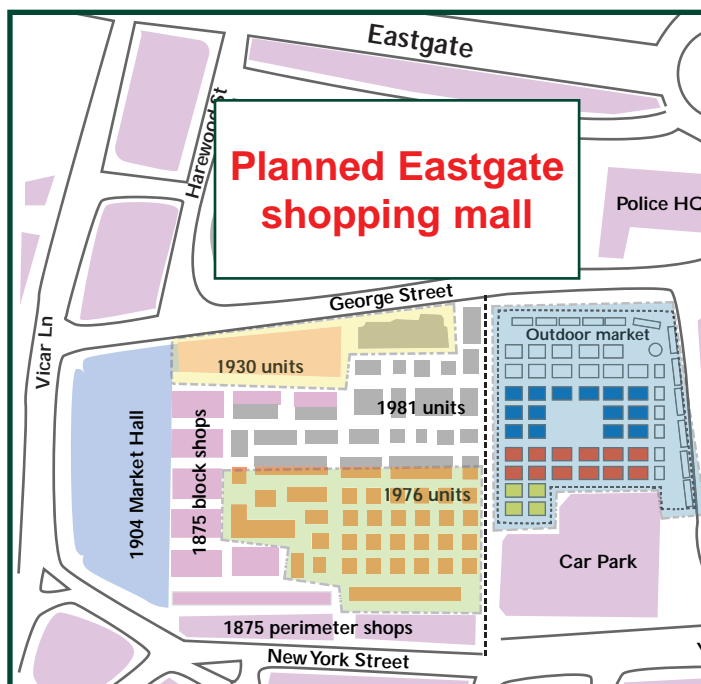 Eastgate
Harewood St
Planned Eastgate
shopping mall
Police HQ
George Street
Outdoor market
Vicar Ln
1930 units
1981 units
1904 Market Hall
1875 block shops
1976 units
Car Park
1875 perimeter shops
New York Street